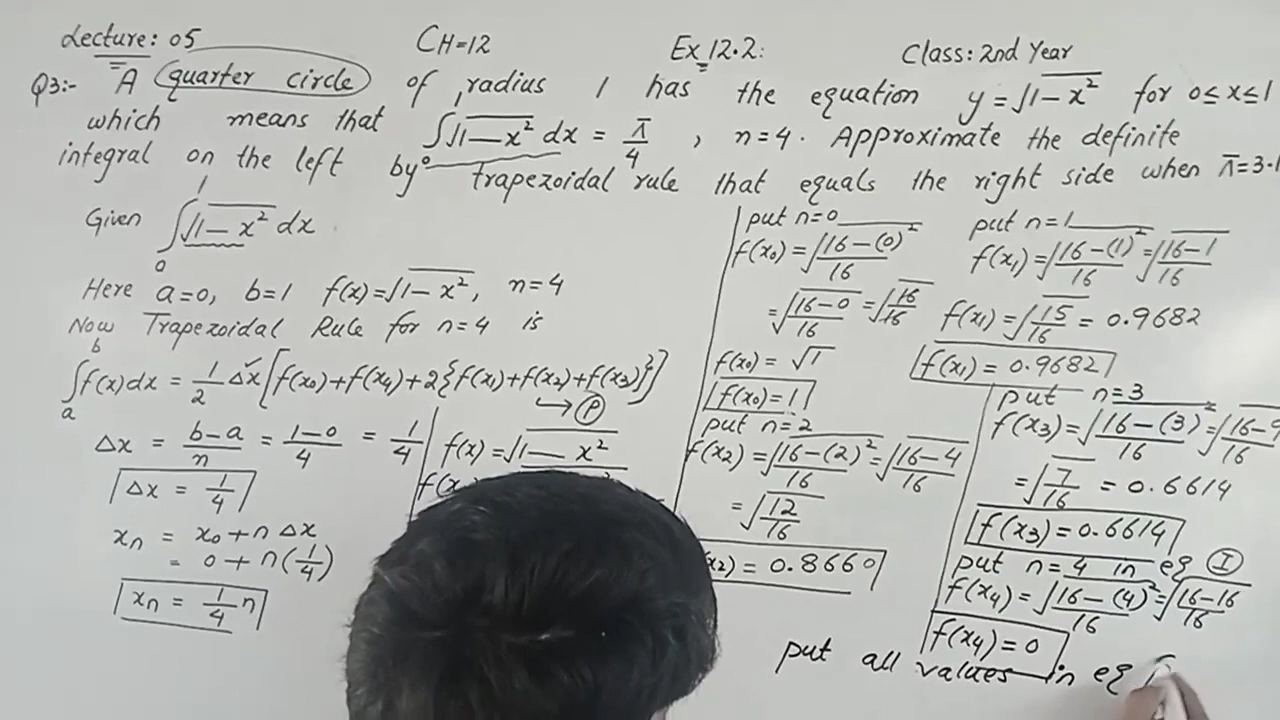 Lecture: 05 CH=12 Ex 12.2: Class: 2nd Year
Q3:- A quarter circle of radius 1 has the equation y=√1-x² for 0≤x≤1
which means that ∫₀¹√1-x² dx = π/4 , n=4. Approximate the definite
integral on the left by trapezoidal rule that equals the right side when π=3.1
Given ∫₀¹√1-x² dx
Here a=0, b=1 f(x)=√1-x², n=4
Now Trapezoidal Rule for n=4 is
∫ₐᵇf(x)dx = 1/2 Δx[f(x₀)+f(x₄)+2{f(x₁)+f(x₂)+f(x₃)}]
→ (P)
Δx = b-a/n = 1-0/4 = 1/4
Δx = 1/4
xn = x₀+nΔx
= 0+n(1/4)
xn = 1/4 n
f(x)=√1-x²
put n=0
f(x₀)=√16-(0)²/16
=√16-0/16=√16/16
f(x₀)=√1
f(x₀)=1
put n=2
f(x₂)=√16-(2)²/16=√16-4/16
=√12/16
x₂)=0.8660
put n=1
f(x₁)=√16-(1)²/16=√16-1/16
f(x₁)=√15/16=0.9682
f(x₁)=0.9682
put n=3
f(x₃)=√16-(3)²/16=√16-9/16
=√7/16=0.6614
f(x₃)=0.6614
put n=4 in eq (I)
f(x₄)=√16-(4)²/16=√16-16/16
f(x₄)=0
put all values in eq